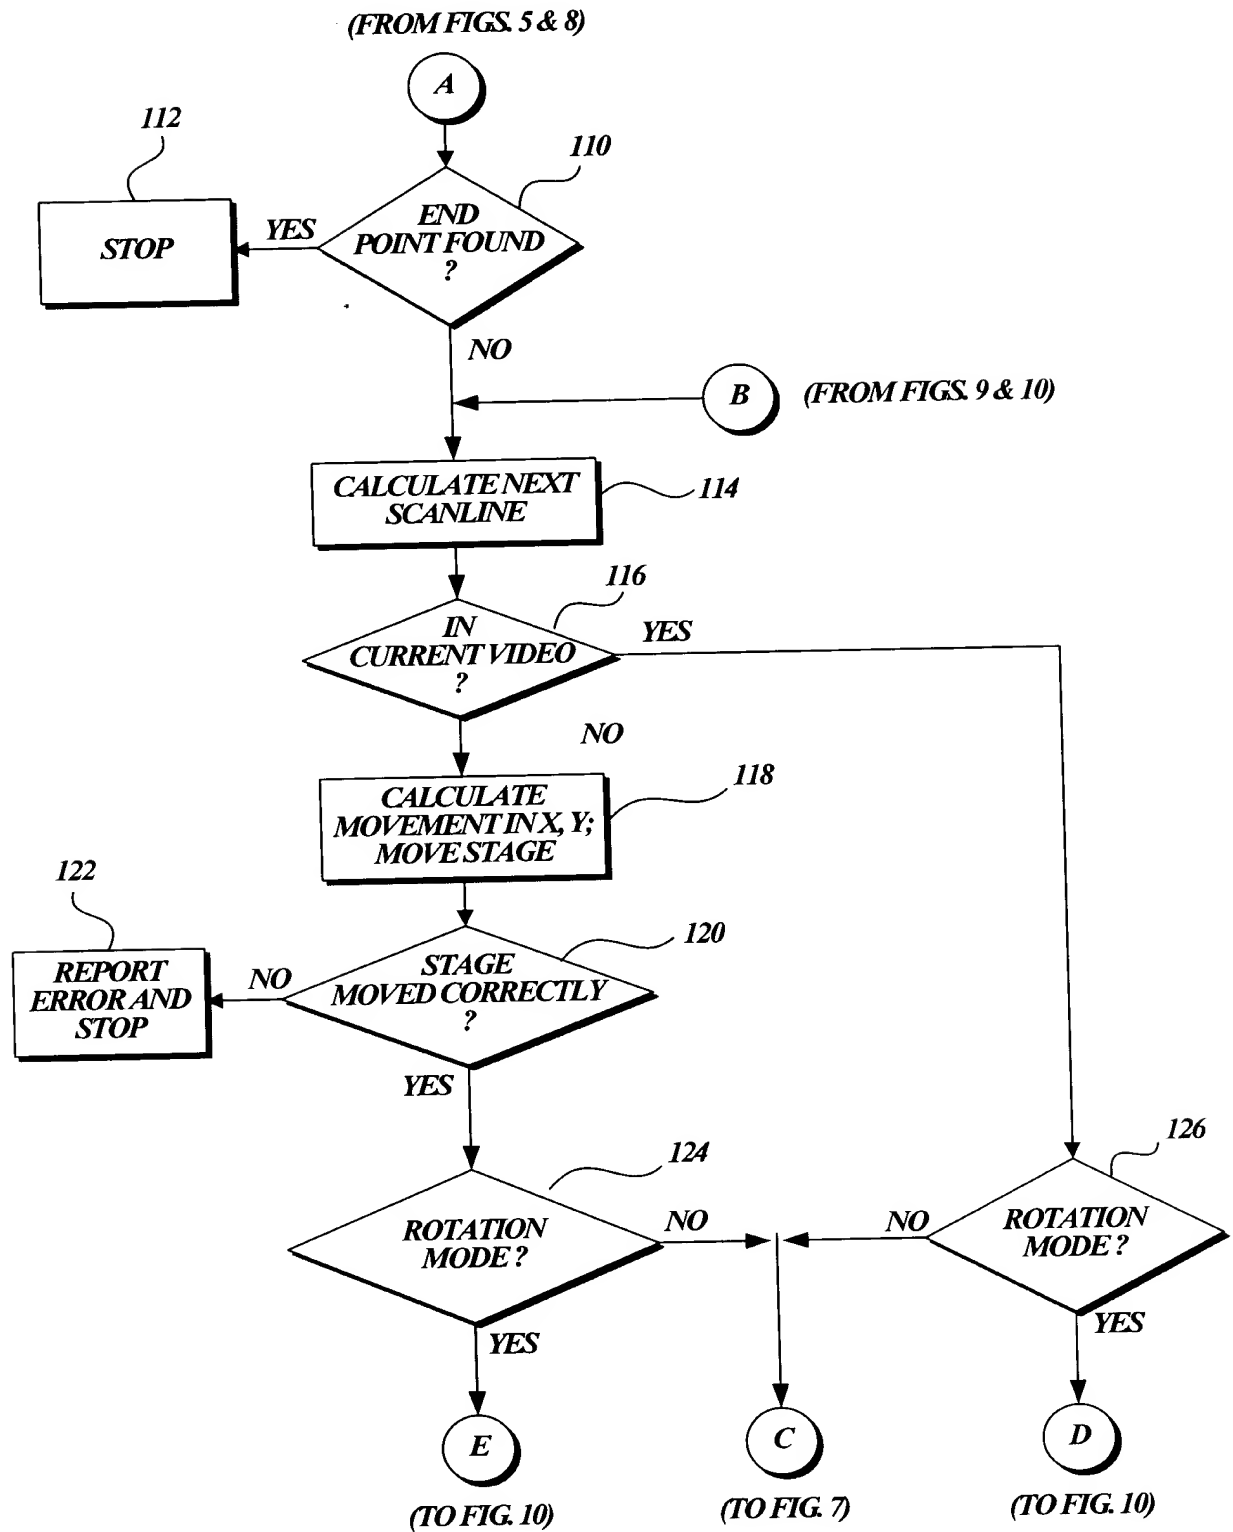 (FROM FIGS. 5 & 8)
A
112
110
STOP
YES
END
POINT FOUND
?
NO
B
(FROM FIGS. 9 & 10)
CALCULATE NEXT
SCANLINE
114
116
IN
CURRENT VIDEO
?
YES
NO
118
CALCULATE
MOVEMENT IN X, Y;
MOVE STAGE
122
120
REPORT
ERROR AND
STOP
NO
STAGE
MOVED CORRECTLY
?
YES
124
126
ROTATION
MODE ?
NO
NO
ROTATION
MODE ?
YES
YES
E
C
D
(TO FIG. 10)
(TO FIG. 7)
(TO FIG. 10)